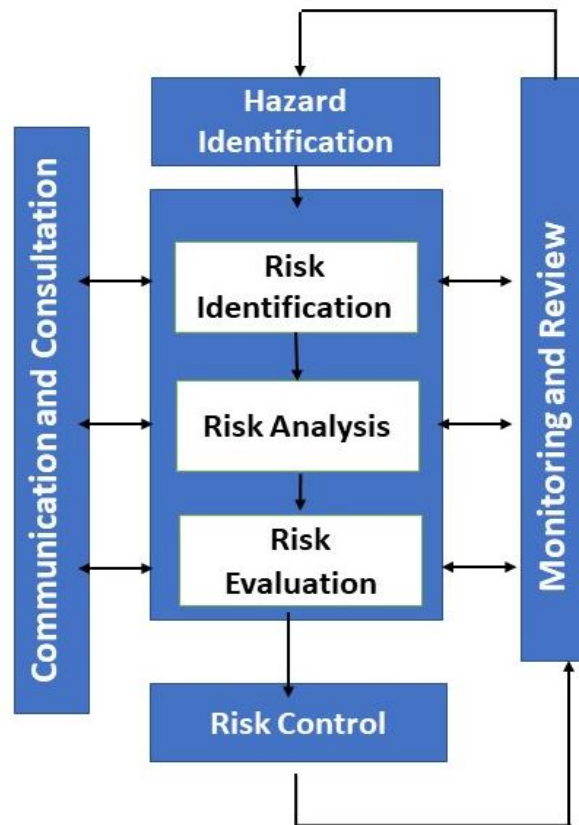 Hazard
Identification
Communication and Consultation
Risk
Identification
Risk Analysis
Risk
Evaluation
Monitoring and Review
Risk Control